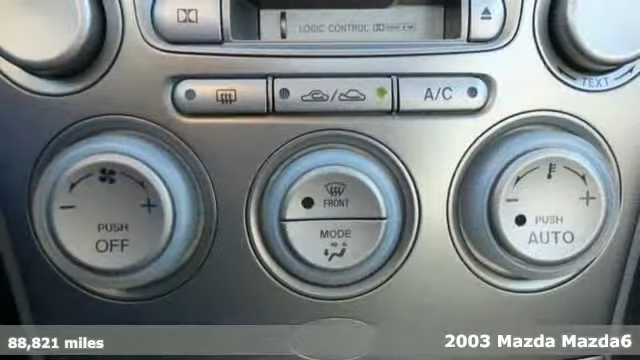 LOGIC CONTROL
TEXT
A/C
FRONT
MODE
- +
PUSH
OFF
- +
PUSH
AUTO
88,821 miles
2003 Mazda Mazda6